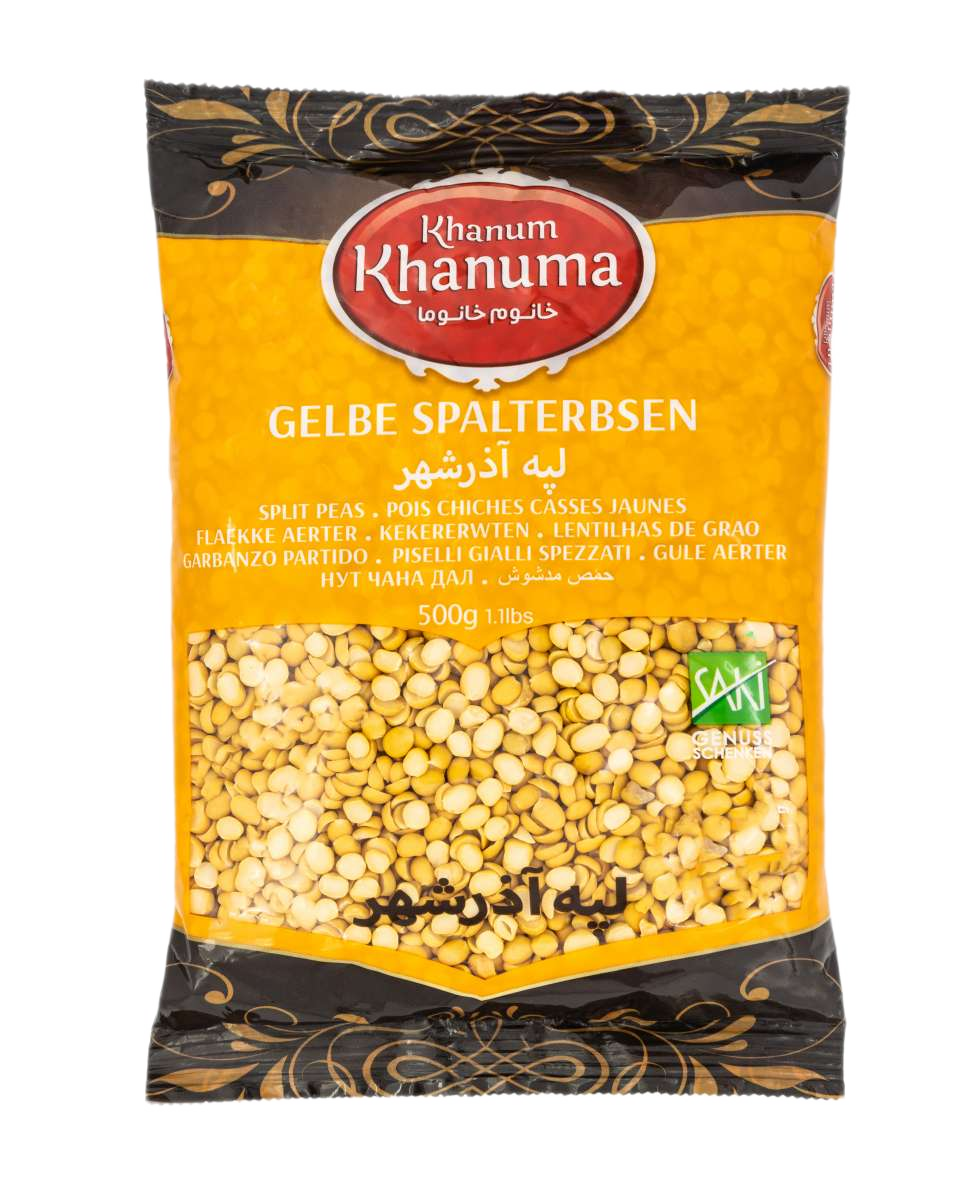 Khanum
Khanuma
خانوم خانوما
GELBE SPALTERBSEN
لپه آذرشهر
SPLIT PEAS . POIS CHICHES CASSES JAUNES
FLAEKKE AERTER . KEKERERWTEN . LENTILHAS DE GRAO
GARBANZO PARTIDO . PISELLI GIALLI SPEZZATI . GULE AERTER
НУТ ЧАНА ДАЛ . حمص مدشوش
500g 1.1lbs
SAKI
GENUSS
SCHENKEN
لپه آذرشهر